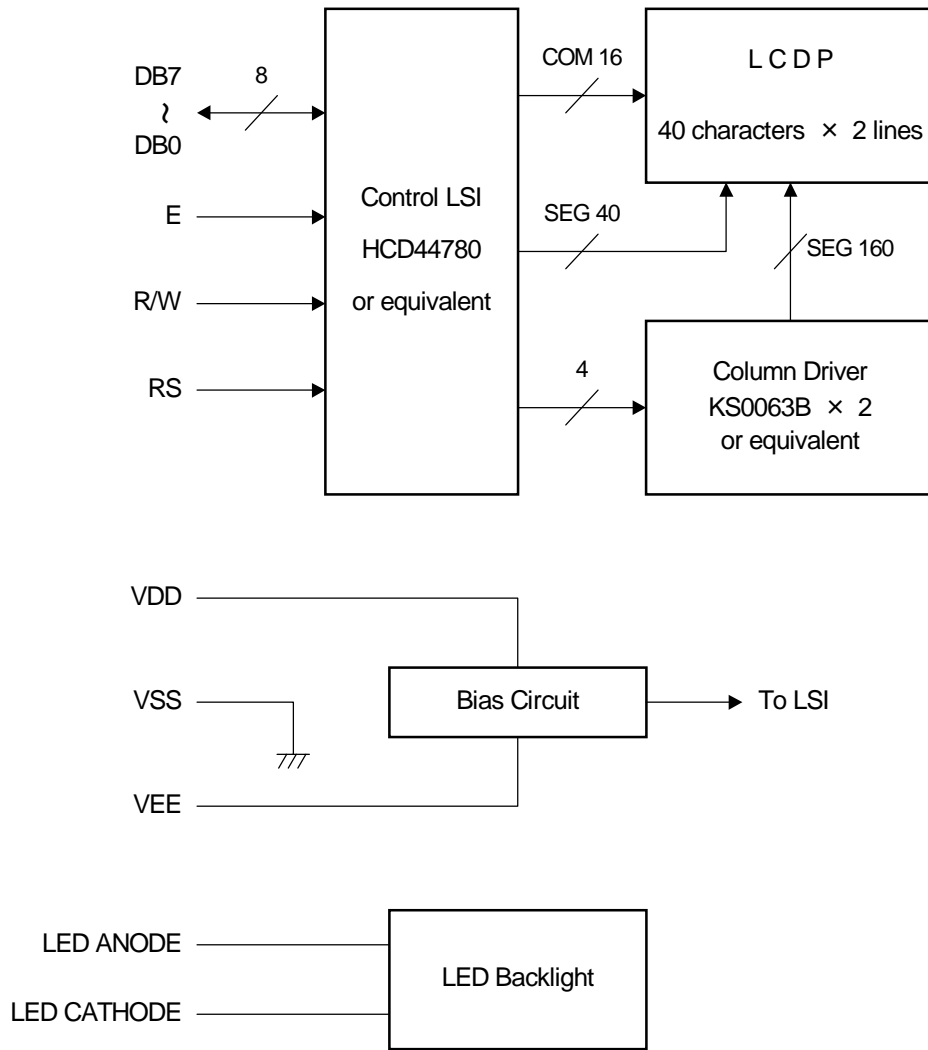 DB7
~
DB0
8
E
R/W
RS
Control LSI
HCD44780
or equivalent
COM 16
SEG 40
4
L C D P
40 characters × 2 lines
SEG 160
Column Driver
KS0063B × 2
or equivalent
VDD
VSS
VEE
Bias Circuit
To LSI
LED ANODE
LED CATHODE
LED Backlight